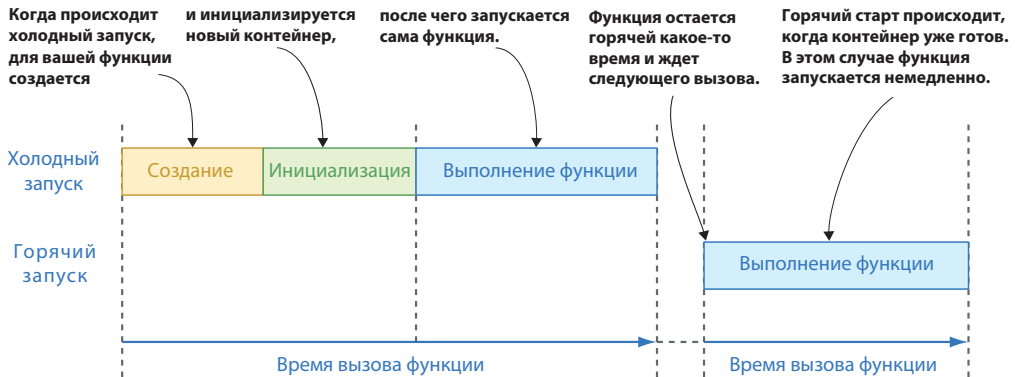 Когда происходит
холодный запуск,
для вашей функции
создается
и инициализируется
новый контейнер,
после чего запускается
сама функция.
Функция остается
горячей какое-то
время и ждет
следующего вызова.
Горячий старт происходит,
когда контейнер уже готов.
В этом случае функция
запускается немедленно.
Холодный
запуск
Создание
Инициализация
Выполнение функции
Горячий
запуск
Выполнение функции
Время вызова функции
Время вызова функции